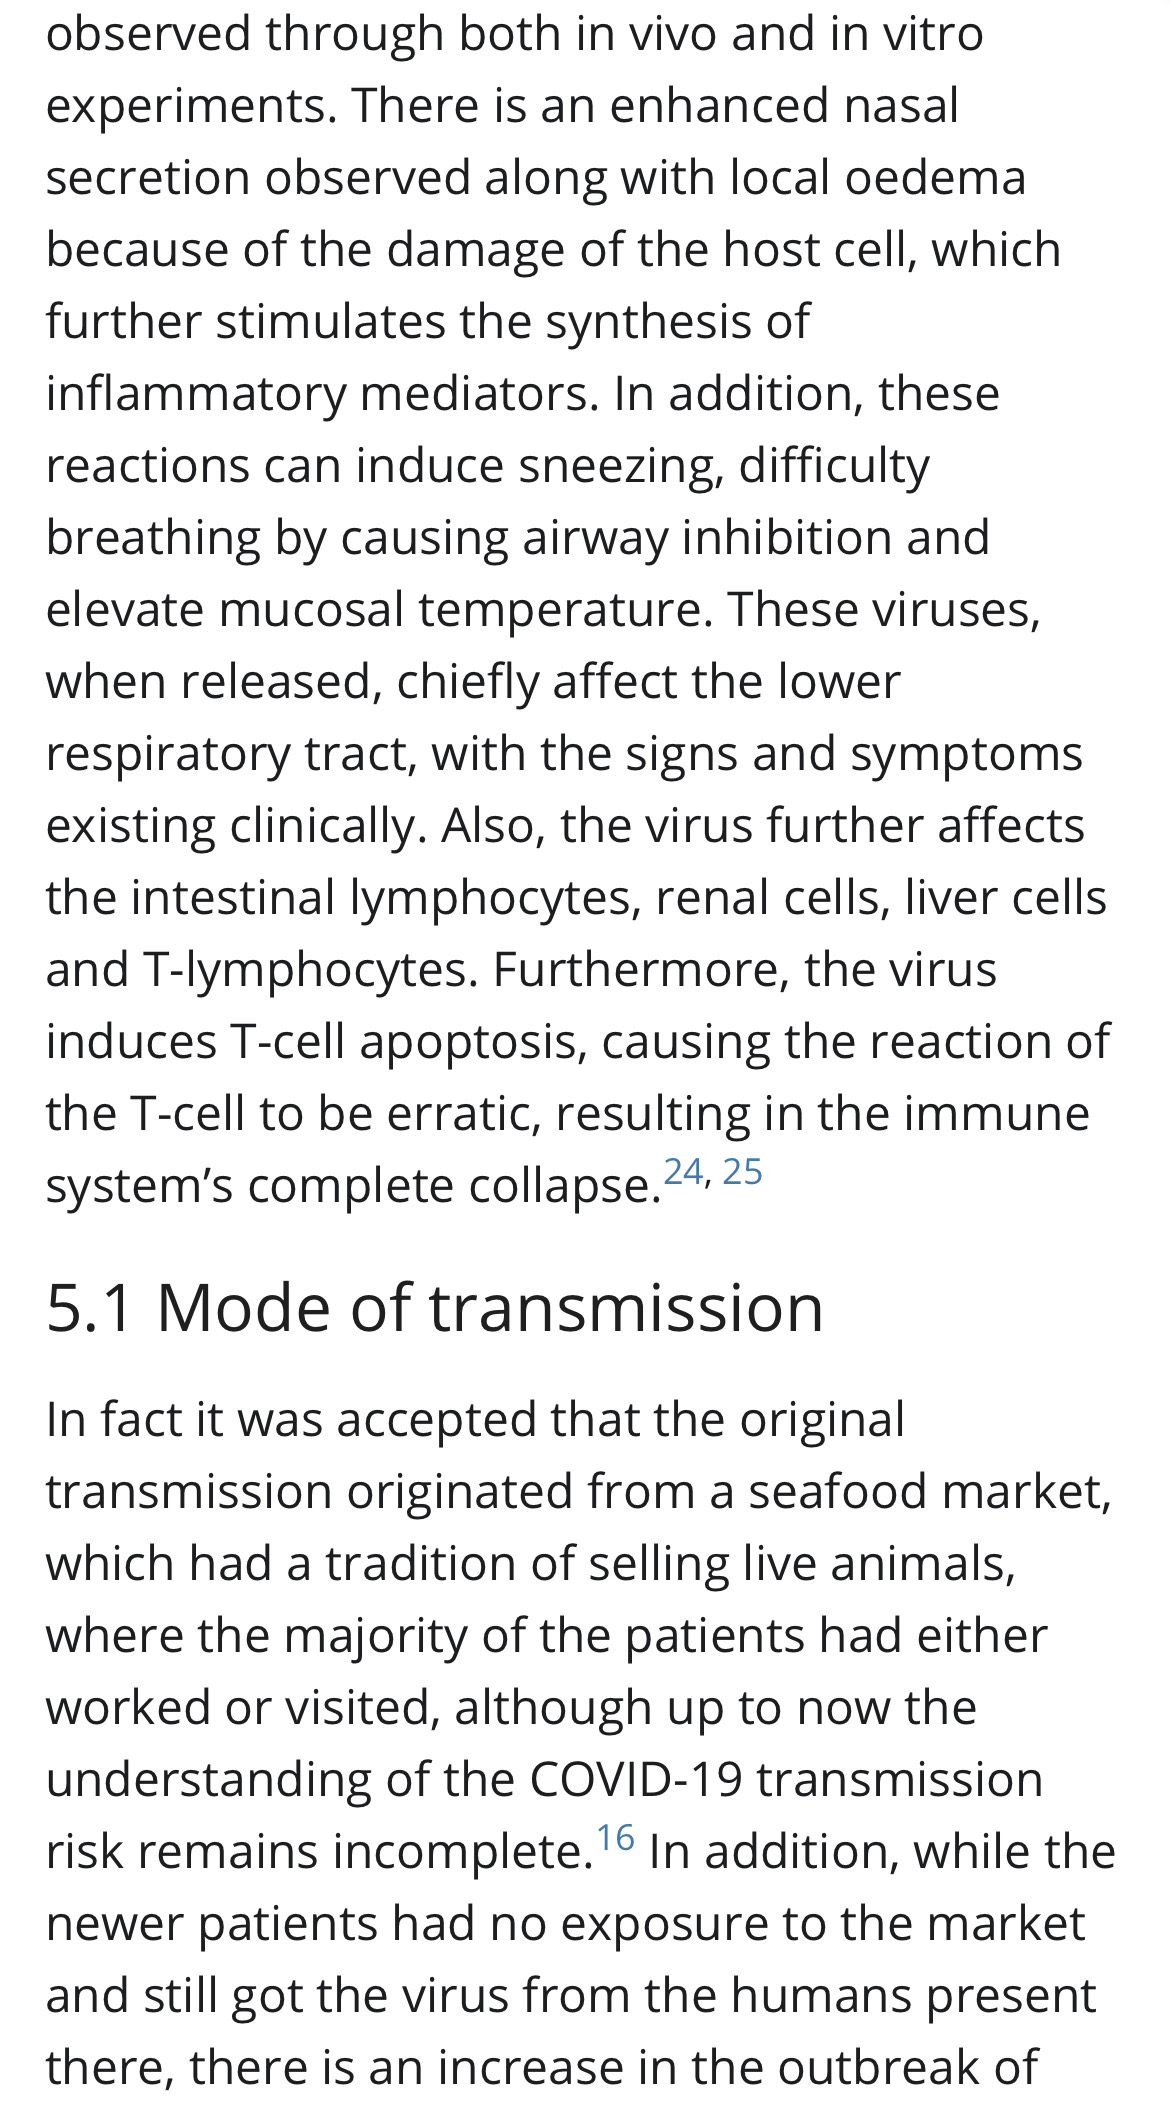 observed through both in vivo and in vitro
experiments. There is an enhanced nasal
secretion observed along with local oedema
because of the damage of the host cell, which
further stimulates the synthesis of
inflammatory mediators. In addition, these
reactions can induce sneezing, difficulty
breathing by causing airway inhibition and
elevate mucosal temperature. These viruses,
when released, chiefly affect the lower
respiratory tract, with the signs and symptoms
existing clinically. Also, the virus further affects
the intestinal lymphocytes, renal cells, liver cells
and T-lymphocytes. Furthermore, the virus
induces T-cell apoptosis, causing the reaction of
the T-cell to be erratic, resulting in the immune
system’s complete collapse.24, 25
5.1 Mode of transmission
In fact it was accepted that the original
transmission originated from a seafood market,
which had a tradition of selling live animals,
where the majority of the patients had either
worked or visited, although up to now the
understanding of the COVID-19 transmission
risk remains incomplete.16 In addition, while the
newer patients had no exposure to the market
and still got the virus from the humans present
there, there is an increase in the outbreak of